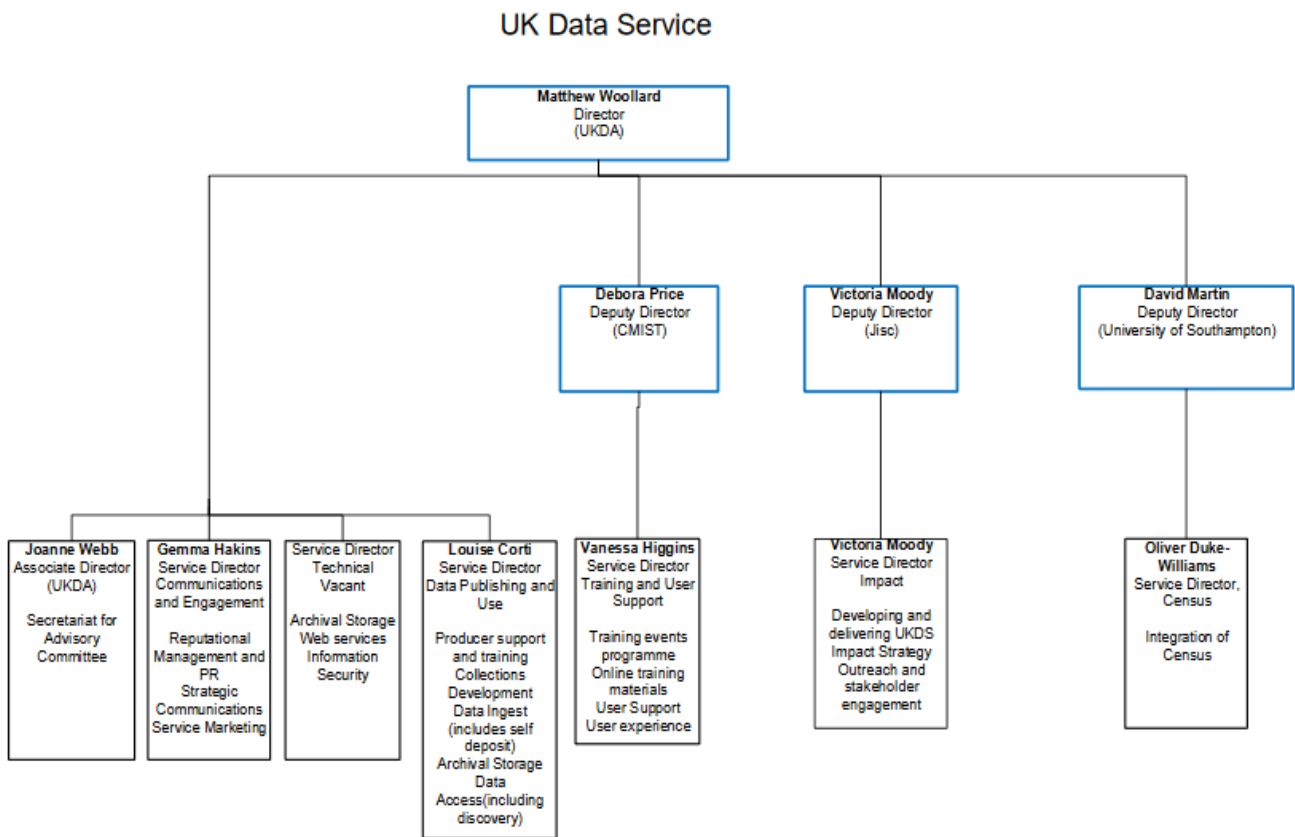 UK Data Service
Matthew Woollard
Director
(UKDA)
Debora Price
Deputy Director
(CMIST)
Victoria Moody
Deputy Director
(Jisc)
David Martin
Deputy Director
(University of Southampton)
Joanne Webb
Associate Director
(UKDA)
Secretariat for
Advisory
Committee
Gemma Hakins
Service Director
Communications
and Engagement
Reputational
Management and
PR
Strategic
Communications
Service Marketing
Service Director
Technical
Vacant
Archival Storage
Web services
Information
Security
Louise Corti
Service Director
Data Publishing and
Use
Producer support
and training
Collections
Development
Data Ingest
(includes self
deposit)
Archival Storage
Data
Access(including
discovery)
Vanessa Higgins
Service Director
Training and User
Support
Training events
programme
Online training
materials
User Support
User experience
Victoria Moody
Service Director
Impact
Developing and
delivering UKDS
Impact Strategy
Outreach and
stakeholder
engagement
Oliver Duke-
Williams
Service Director,
Census
Integration of
Census